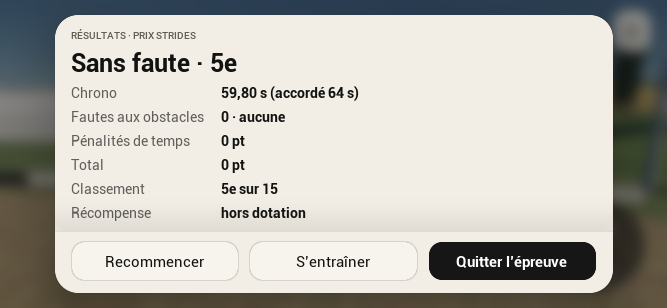 RÉSULTATS · PRIX STRIDES
Sans faute · 5e
Chrono 59,80 s (accordé 64 s)
Fautes aux obstacles 0 · aucune
Pénalités de temps 0 pt
Total 0 pt
Classement 5e sur 15
Récompense hors dotation
Recommencer S'entraîner Quitter l'épreuve